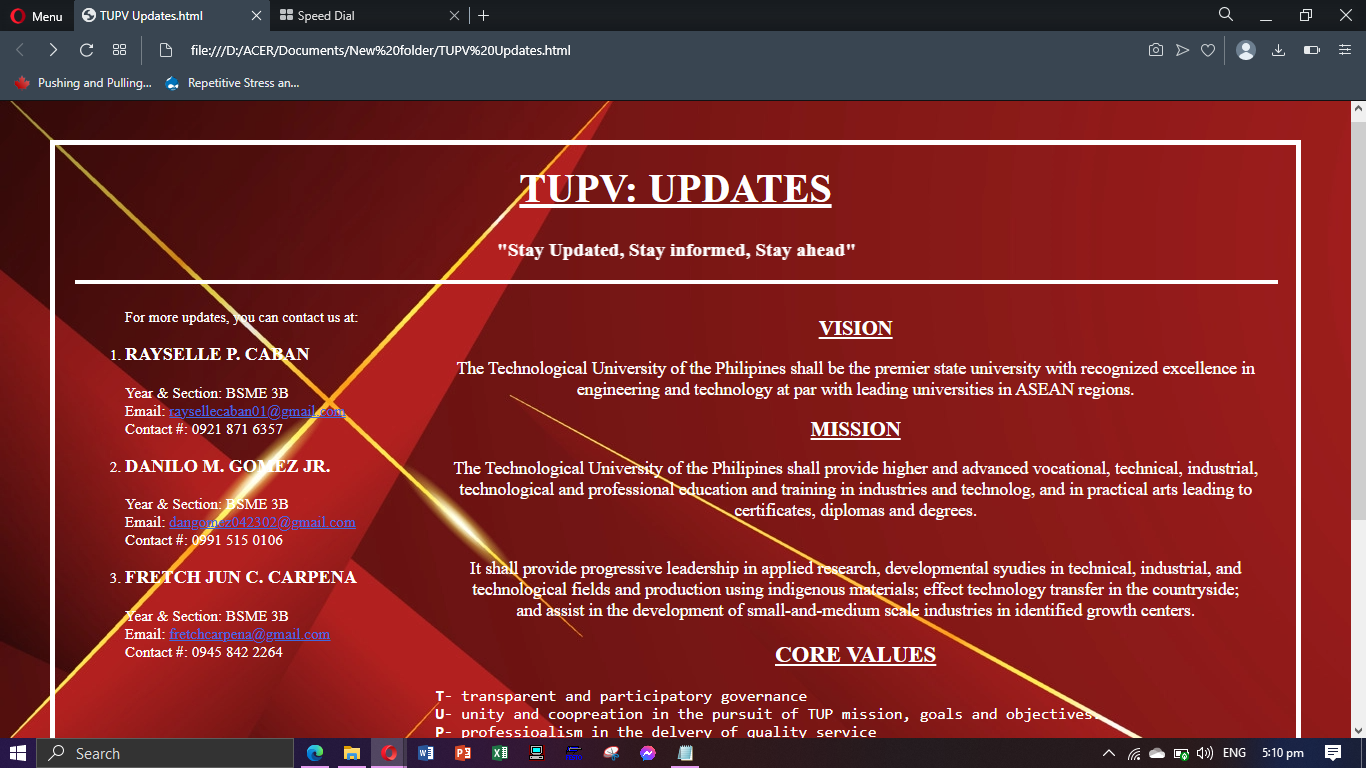 Menu
TUPV Updates.html
Speed Dial
file:///D:/ACER/Documents/New%20folder/TUPV%20Updates.html
Pushing and Pulling...
Repetitive Stress an...
TUPV: UPDATES
"Stay Updated, Stay informed, Stay ahead"
For more updates, you can contact us at:
1. RAYSELLE P. CABAN
Year & Section: BSME 3B
Email: raysellecaban01@gmail.com
Contact #: 0921 871 6357
2. DANILO M. GOMEZ JR.
Year & Section: BSME 3B
Email: dangomez042302@gmail.com
Contact #: 0991 515 0106
3. FRETCH JUN C. CARPENA
Year & Section: BSME 3B
Email: fretchcarpena@gmail.com
Contact #: 0945 842 2264
VISION
The Technological University of the Philipines shall be the premier state university with recognized excellence in
engineering and technology at par with leading universities in ASEAN regions.
MISSION
The Technological University of the Philipines shall provide higher and advanced vocational, technical, industrial,
technological and professional education and training in industries and technolog, and in practical arts leading to
certificates, diplomas and degrees.
It shall provide progressive leadership in applied research, developmental syudies in technical, industrial, and
technological fields and production using indigenous materials; effect technology transfer in the countryside;
and assist in the development of small-and-medium scale industries in identified growth centers.
CORE VALUES
T- transparent and participatory governance
U- unity and coopreation in the pursuit of TUP mission, goals and objectives.
P- professioalism in the delvery of quality service
Search
ENG
5:10 pm